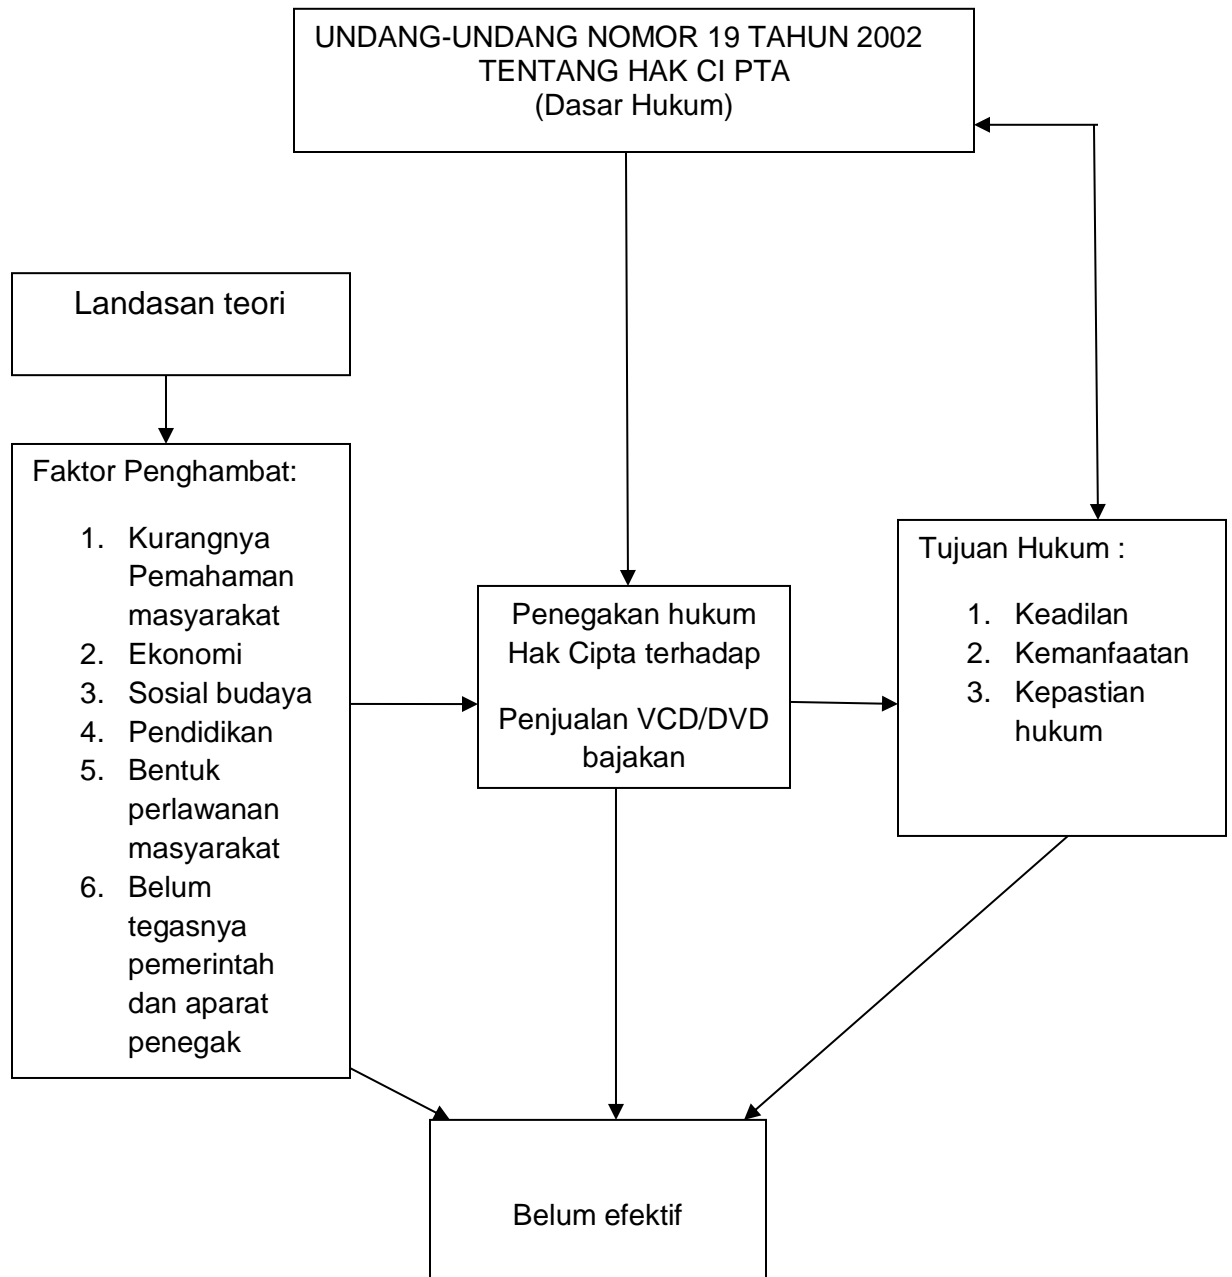 UNDANG-UNDANG NOMOR 19 TAHUN 2002
TENTANG HAK CI PTA
(Dasar Hukum)
Landasan teori
Faktor Penghambat:
1. Kurangnya
Pemahaman
masyarakat
2. Ekonomi
3. Sosial budaya
4. Pendidikan
5. Bentuk
perlawanan
masyarakat
6. Belum
tegasnya
pemerintah
dan aparat
penegak
Penegakan hukum
Hak Cipta terhadap
Penjualan VCD/DVD
bajakan
Tujuan Hukum :
1. Keadilan
2. Kemanfaatan
3. Kepastian
hukum
Belum efektif